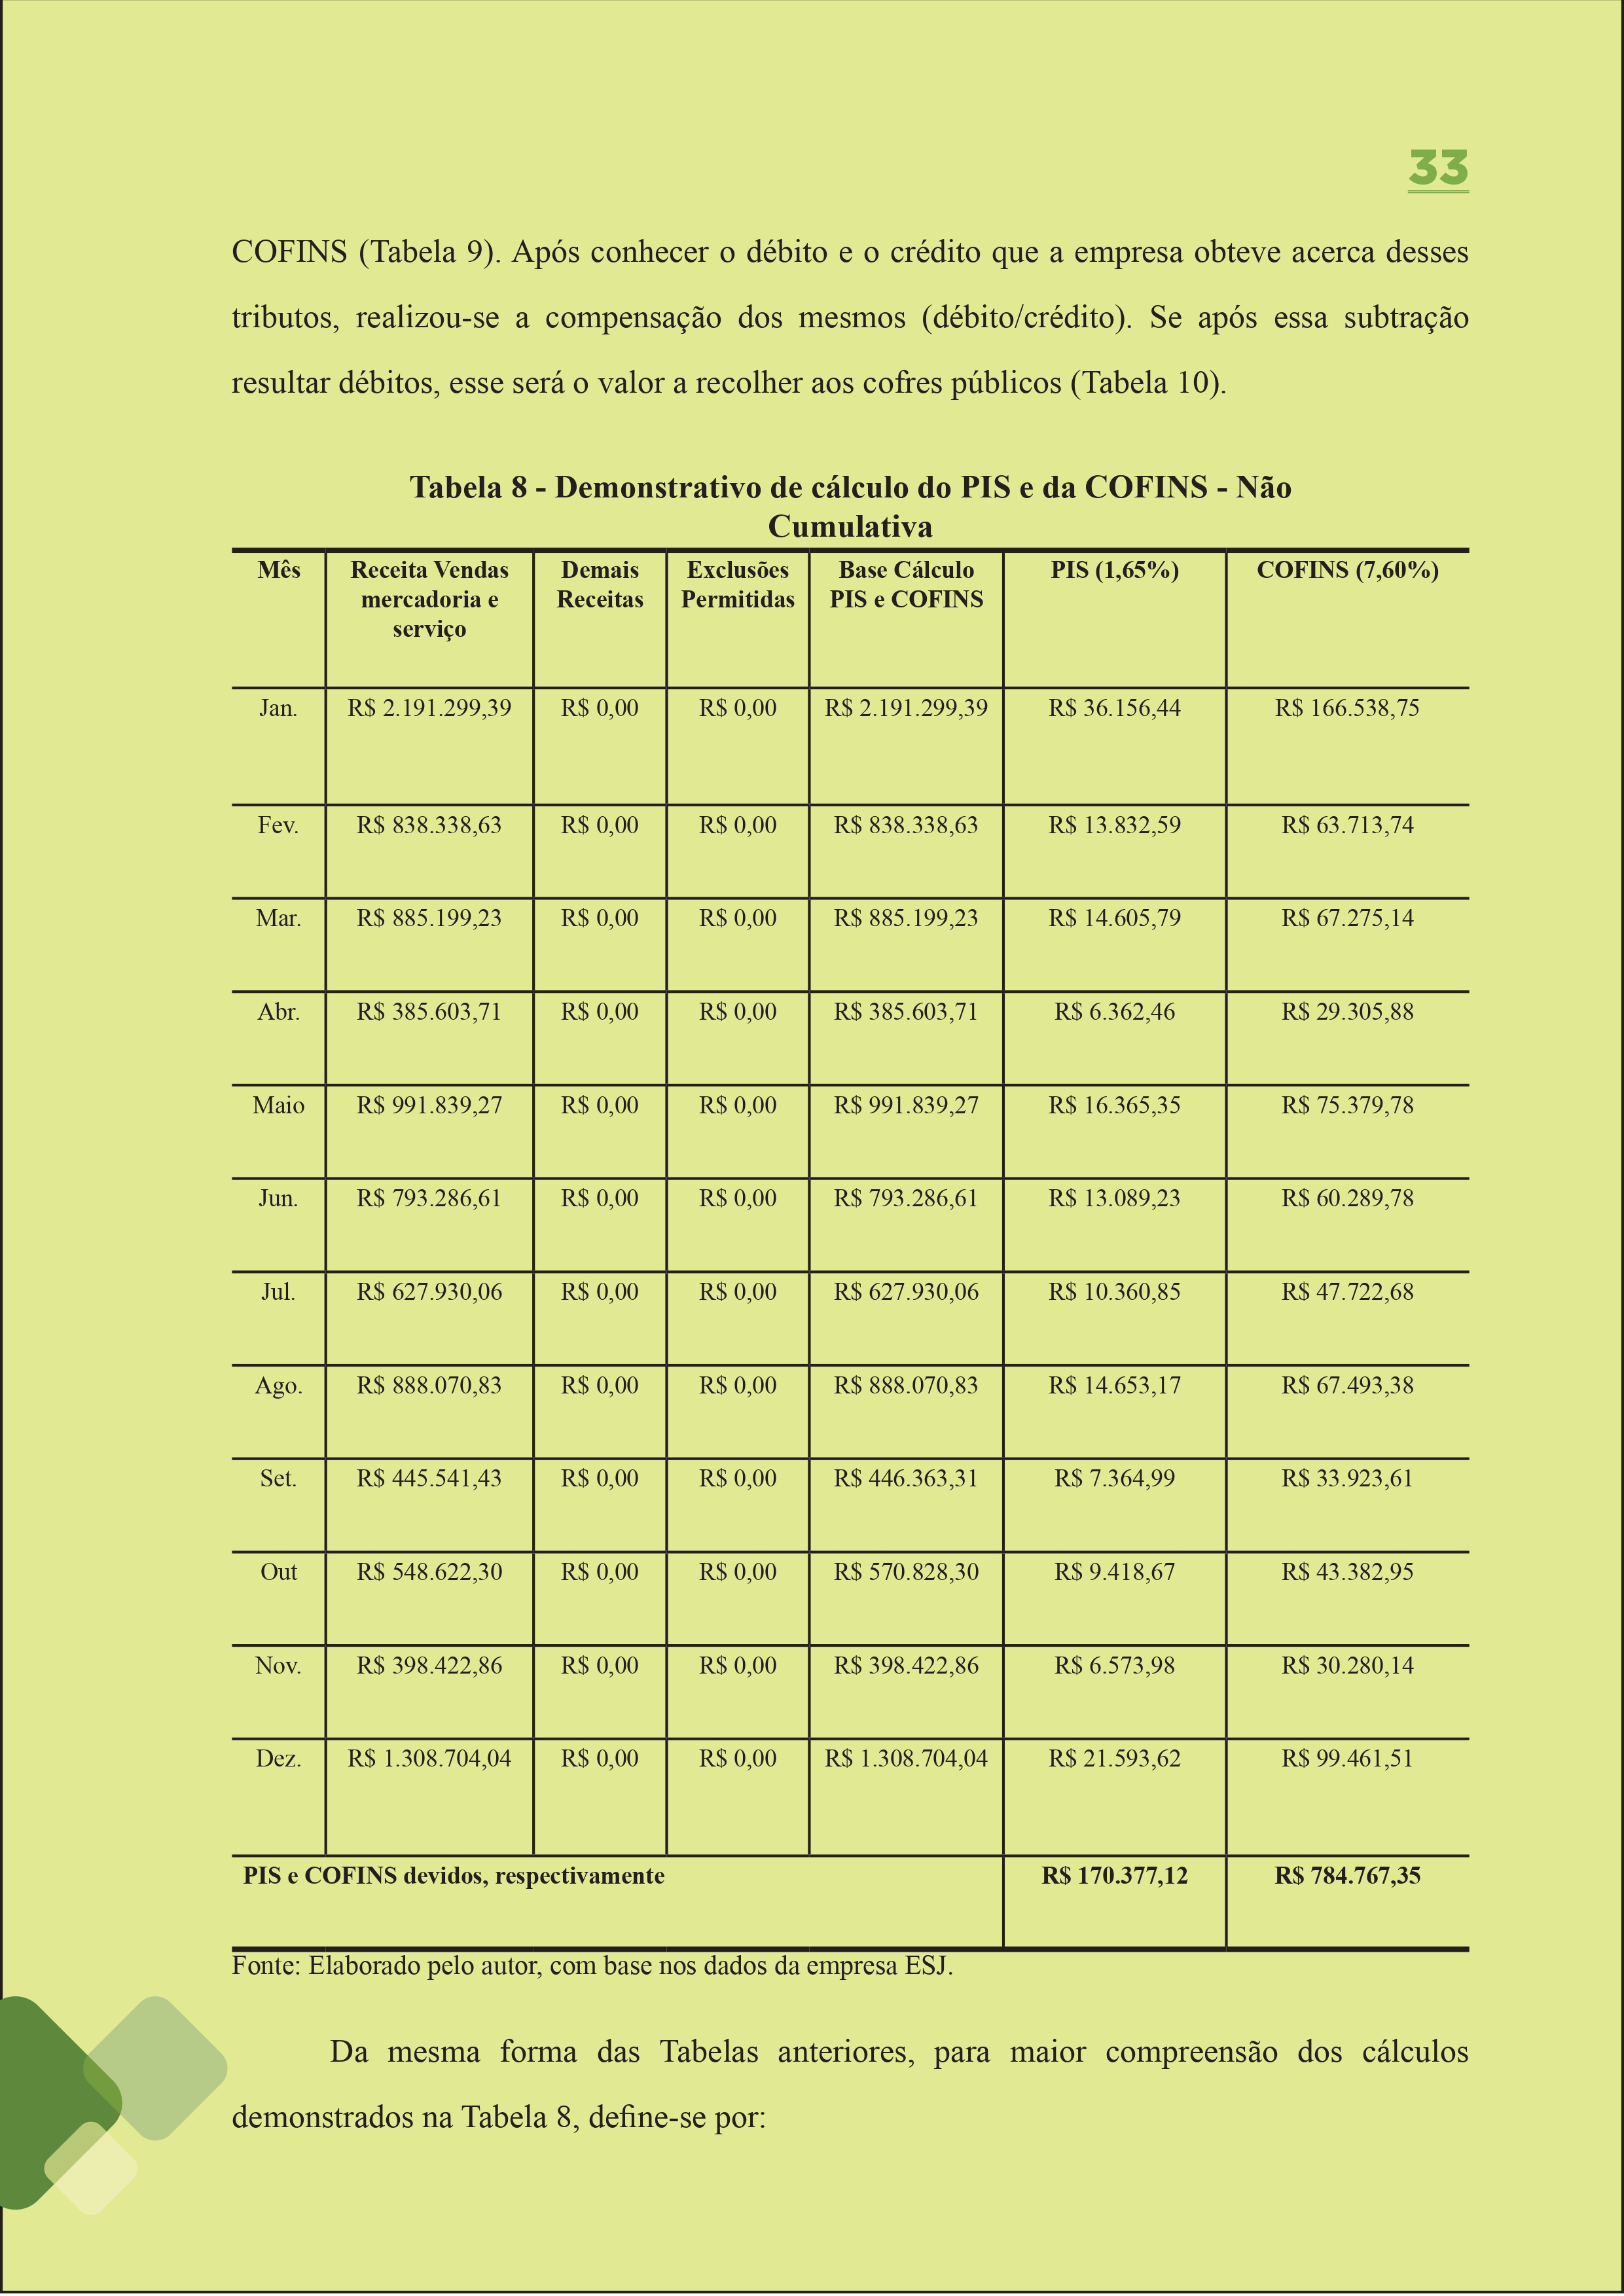 33
COFINS (Tabela 9). Após conhecer o débito e o crédito que a empresa obteve acerca desses
tributos, realizou-se a compensação dos mesmos (débito/crédito). Se após essa subtração
resultar débitos, esse será o valor a recolher aos cofres públicos (Tabela 10).
Tabela 8 - Demonstrativo de cálculo do PIS e da COFINS - Não
Cumulativa
Mês Receita Vendas Demais Exclusões Base Cálculo PIS (1,65%) COFINS (7,60%)
mercadoria e Receitas Permitidas PIS e COFINS
serviço
Jan. R$ 2.191.299,39 R$ 0,00 R$ 0,00 R$ 2.191.299,39 R$ 36.156,44 R$ 166.538,75
Fev. R$ 838.338,63 R$ 0,00 R$ 0,00 R$ 838.338,63 R$ 13.832,59 R$ 63.713,74
Mar. R$ 885.199,23 R$ 0,00 R$ 0,00 R$ 885.199,23 R$ 14.605,79 R$ 67.275,14
Abr. R$ 385.603,71 R$ 0,00 R$ 0,00 R$ 385.603,71 R$ 6.362,46 R$ 29.305,88
Maio R$ 991.839,27 R$ 0,00 R$ 0,00 R$ 991.839,27 R$ 16.365,35 R$ 75.379,78
Jun. R$ 793.286,61 R$ 0,00 R$ 0,00 R$ 793.286,61 R$ 13.089,23 R$ 60.289,78
Jul. R$ 627.930,06 R$ 0,00 R$ 0,00 R$ 627.930,06 R$ 10.360,85 R$ 47.722,68
Ago. R$ 888.070,83 R$ 0,00 R$ 0,00 R$ 888.070,83 R$ 14.653,17 R$ 67.493,38
Set. R$ 445.541,43 R$ 0,00 R$ 0,00 R$ 446.363,31 R$ 7.364,99 R$ 33.923,61
Out R$ 548.622,30 R$ 0,00 R$ 0,00 R$ 570.828,30 R$ 9.418,67 R$ 43.382,95
Nov. R$ 398.422,86 R$ 0,00 R$ 0,00 R$ 398.422,86 R$ 6.573,98 R$ 30.280,14
Dez. R$ 1.308.704,04 R$ 0,00 R$ 0,00 R$ 1.308.704,04 R$ 21.593,62 R$ 99.461,51
PIS e COFINS devidos, respectivamente R$ 170.377,12 R$ 784.767,35
Fonte: Elaborado pelo autor, com base nos dados da empresa ESJ.
Da mesma forma das Tabelas anteriores, para maior compreensão dos cálculos
demonstrados na Tabela 8, define-se por: